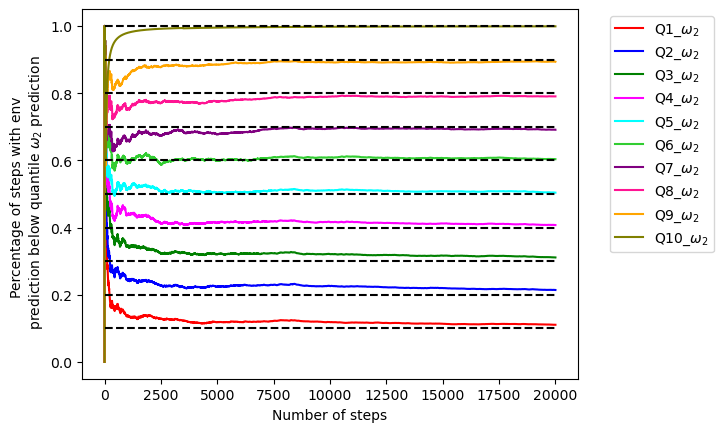 1.0
0.8
0.6
0.4
0.2
0.0
Percentage of steps with env
prediction below quantile ω₂ prediction
0
2500
5000
7500
10000
12500
15000
17500
20000
Number of steps
Q1_ω₂
Q2_ω₂
Q3_ω₂
Q4_ω₂
Q5_ω₂
Q6_ω₂
Q7_ω₂
Q8_ω₂
Q9_ω₂
Q10_ω₂